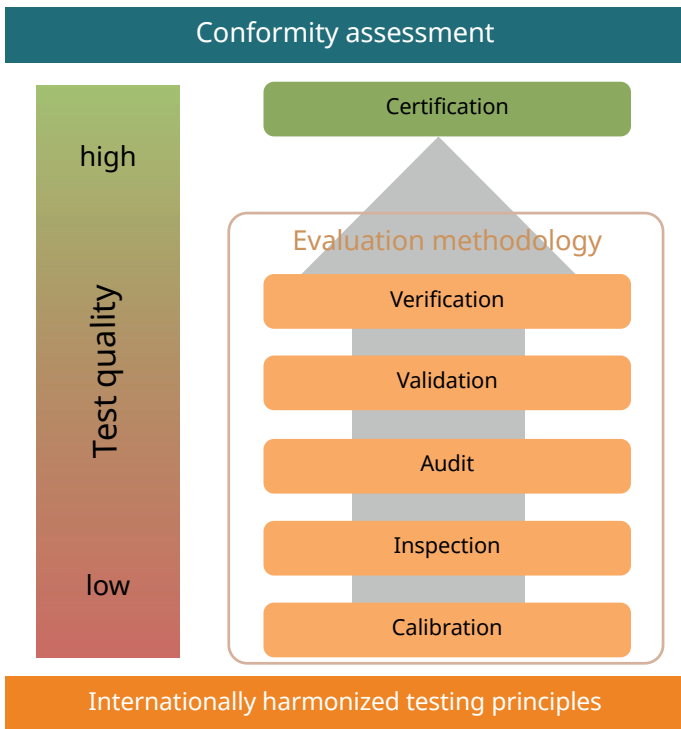 Conformity assessment
Certification
high
Evaluation methodology
Verification
Test quality
Validation
Audit
Inspection
low
Calibration
Internationally harmonized testing principles